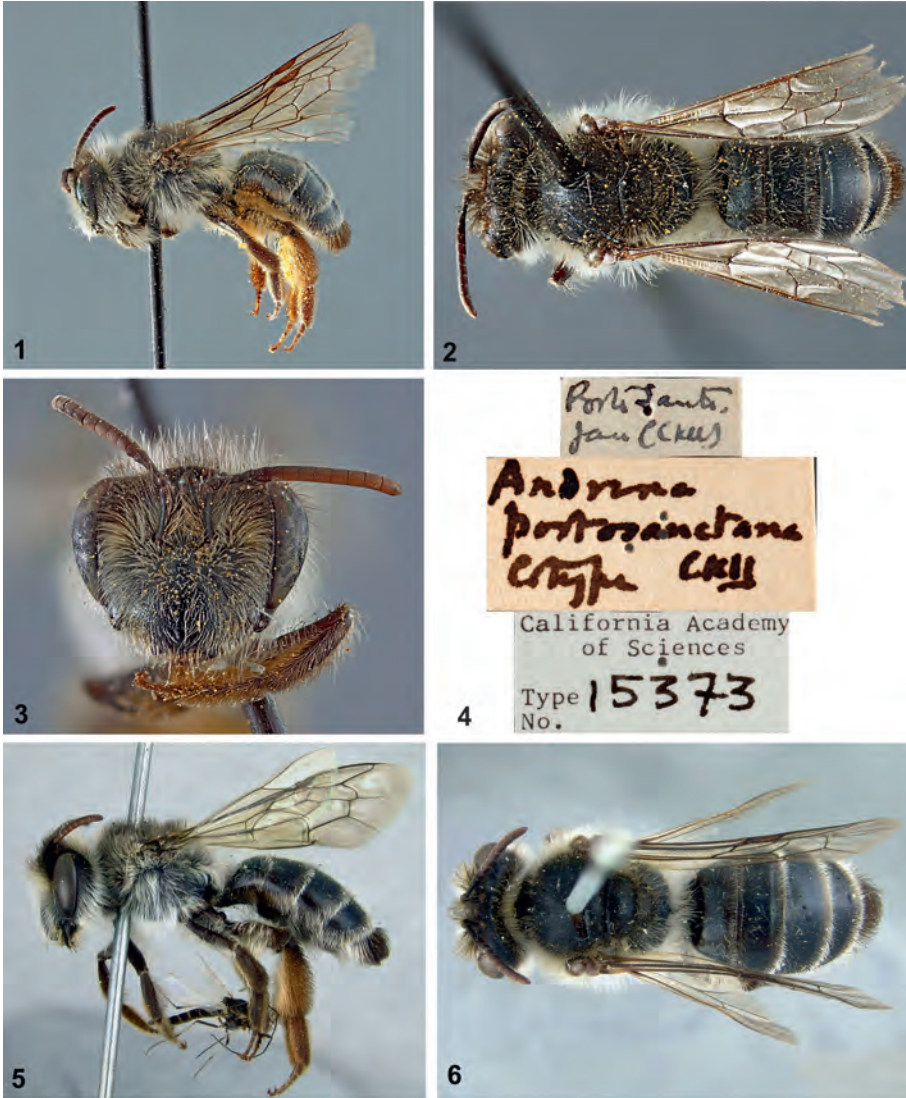 1
2
3
Porto Santo,
Jan (CKll)
Andrena
portosanctana
Cotype CKll
California Academy
of Sciences
Type
No. 15373
4
5
6